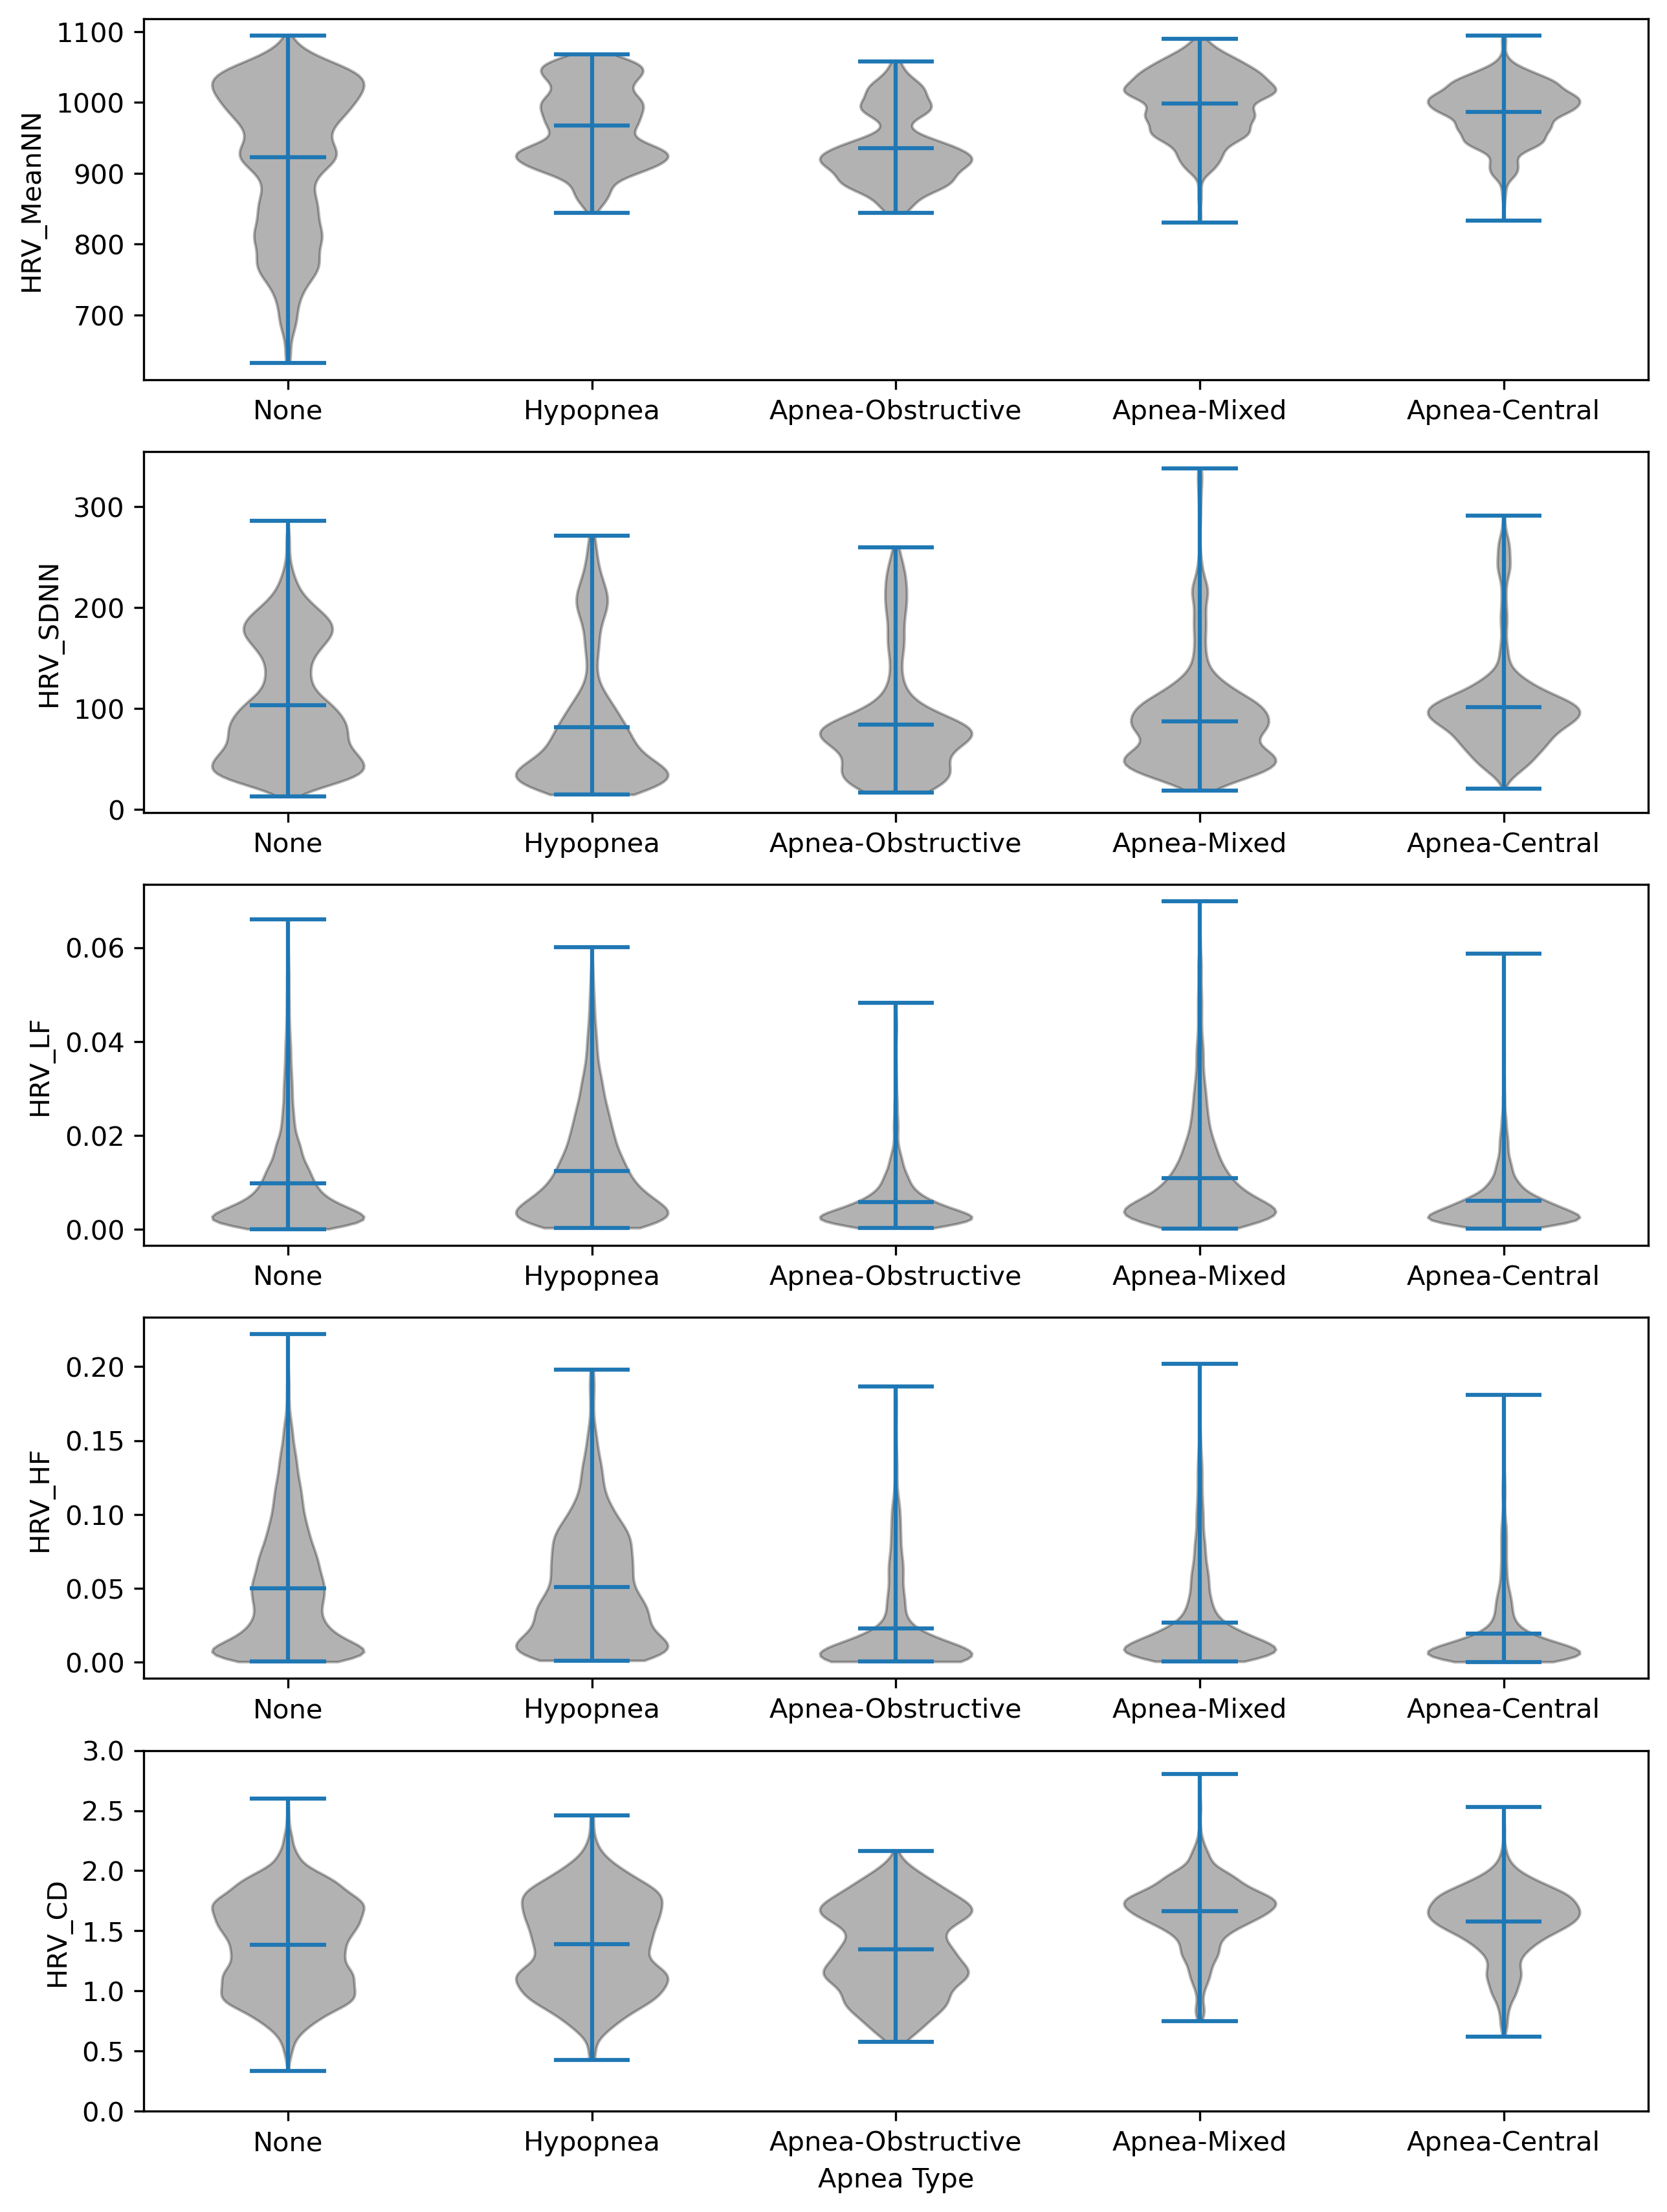 HRV_MeanNN
1100
1000
900
800
700
None Hypopnea Apnea-Obstructive Apnea-Mixed Apnea-Central
HRV_SDNN
300
200
100
0
None Hypopnea Apnea-Obstructive Apnea-Mixed Apnea-Central
HRV_LF
0.06
0.04
0.02
0.00
None Hypopnea Apnea-Obstructive Apnea-Mixed Apnea-Central
HRV_HF
0.20
0.15
0.10
0.05
0.00
None Hypopnea Apnea-Obstructive Apnea-Mixed Apnea-Central
HRV_CD
3.0
2.5
2.0
1.5
1.0
0.5
0.0
None Hypopnea Apnea-Obstructive Apnea-Mixed Apnea-Central
Apnea Type